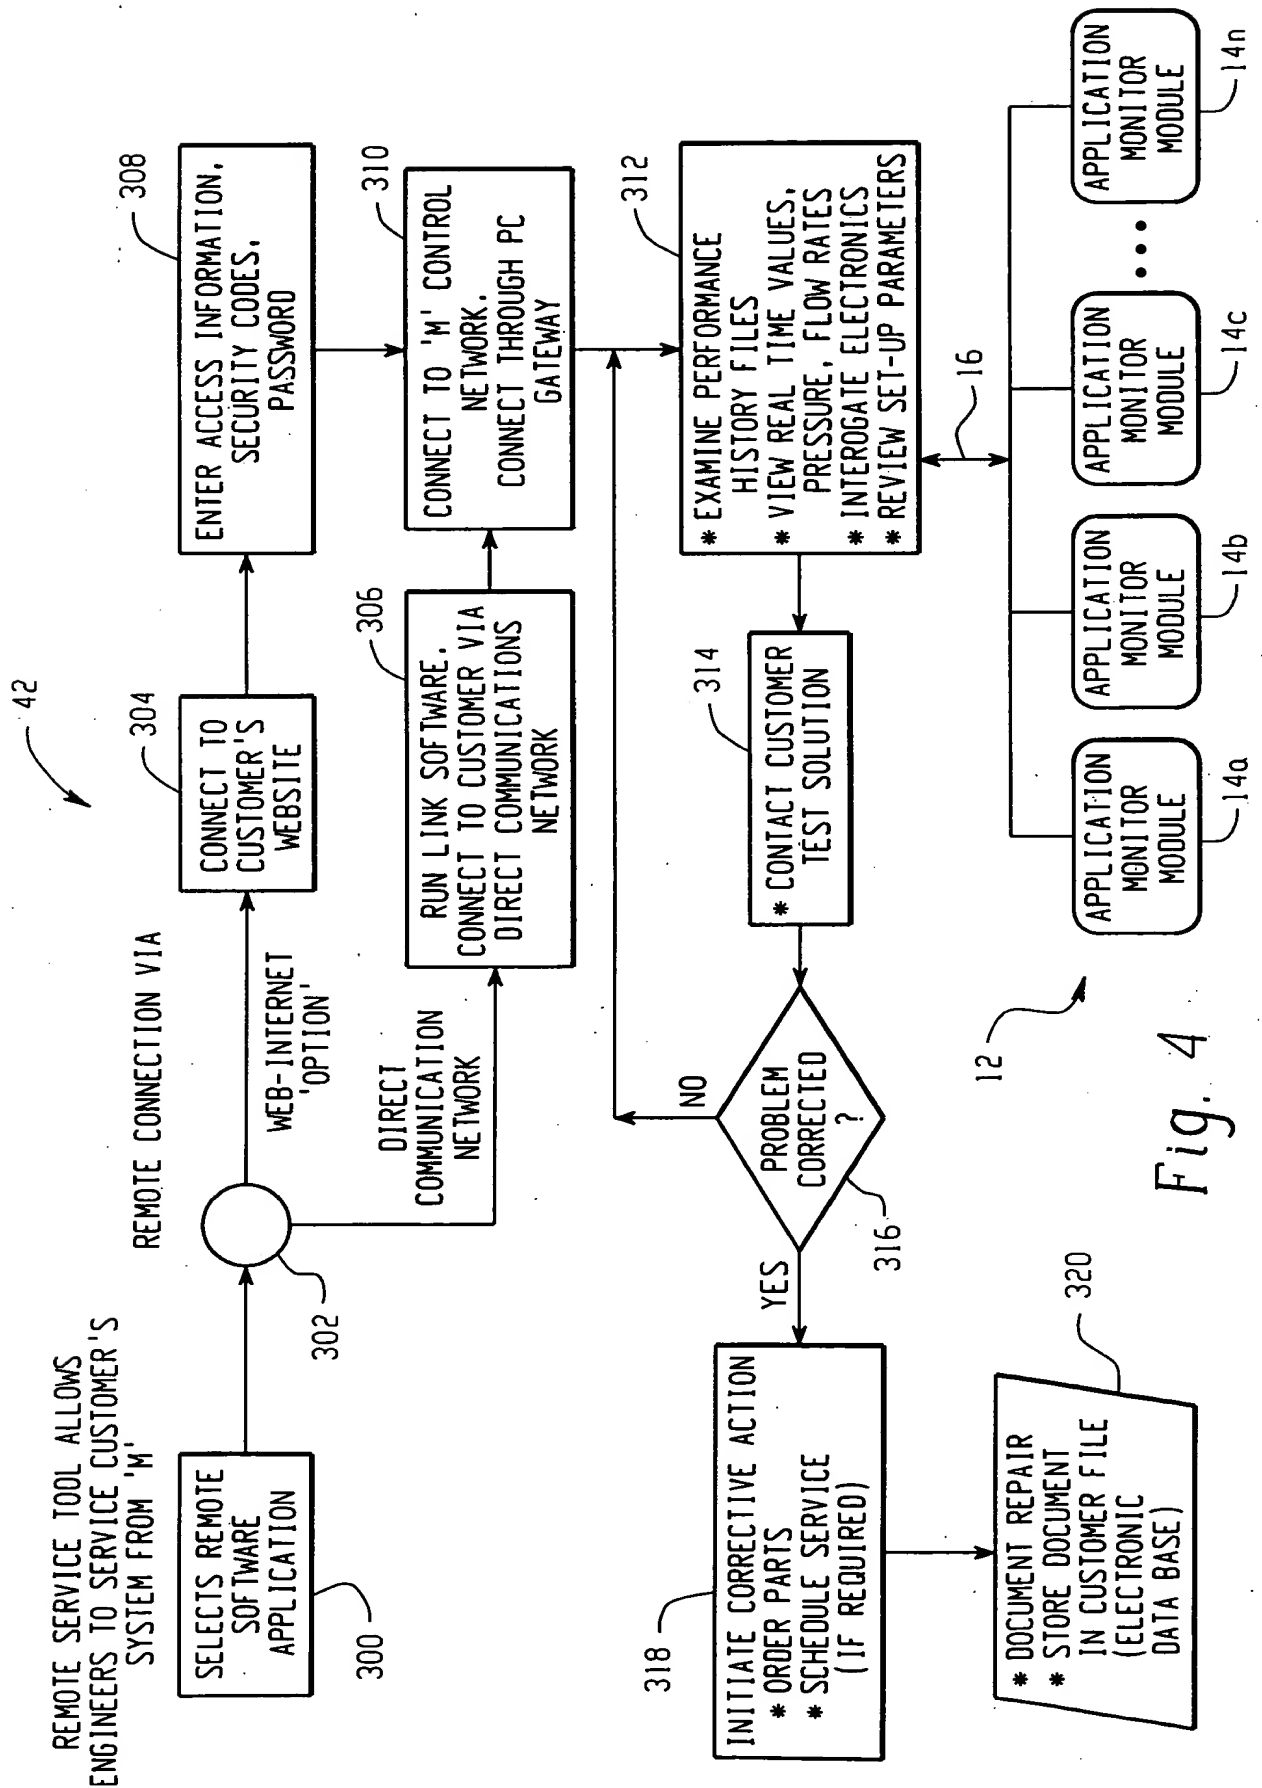 42
REMOTE SERVICE TOOL ALLOWS
ENGINEERS TO SERVICE CUSTOMER'S
SYSTEM FROM 'M'
SELECTS REMOTE
SOFTWARE
APPLICATION
300
302
REMOTE CONNECTION VIA
WEB-INTERNET
'OPTION'
DIRECT
COMMUNICATION
NETWORK
304
CONNECT TO
CUSTOMER'S
WEBSITE
306
RUN LINK SOFTWARE.
CONNECT TO CUSTOMER VIA
DIRECT COMMUNICATIONS
NETWORK
308
ENTER ACCESS INFORMATION,
SECURITY CODES,
PASSWORD
310
CONNECT TO 'M' CONTROL
NETWORK.
CONNECT THROUGH PC
GATEWAY
312
* EXAMINE PERFORMANCE
HISTORY FILES
* VIEW REAL TIME VALUES,
PRESSURE, FLOW RATES
* INTEROGATE ELECTRONICS
* REVIEW SET-UP PARAMETERS
314
* CONTACT CUSTOMER
TEST SOLUTION
PROBLEM
CORRECTED
?
316
NO
YES
318
INITIATE CORRECTIVE ACTION
* ORDER PARTS
* SCHEDULE SERVICE
(IF REQUIRED)
320
* DOCUMENT REPAIR
* STORE DOCUMENT
IN CUSTOMER FILE
(ELECTRONIC
DATA BASE)
16
12
APPLICATION
MONITOR
MODULE
14a
APPLICATION
MONITOR
MODULE
14b
APPLICATION
MONITOR
MODULE
14c
APPLICATION
MONITOR
MODULE
14n
Fig. 4